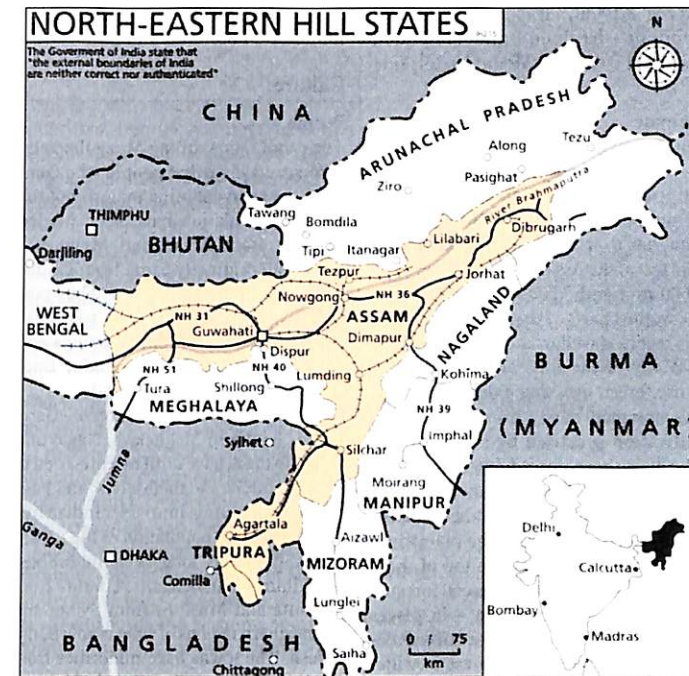 NORTH-EASTERN HILL STATES
The Goverment of India state that
"the external boundaries of India
are neither correct nor authenticated"
N
CHINA
ARUNACHAL PRADESH
Tezu
Along
Pasighat
Ziro
River Brahmaputra
Tawang
Bomdila
Dibrugarh
THIMPHU
Lilabari
BHUTAN
Tipi
Itanagar
Darjiling
Tezpur
Jorhat
Nowgong
NH 36
WEST
BENGAL
NH 31
ASSAM
NAGALAND
Guwahati
Dimapur
Dispur
BURMA
(MYANMAR)
NH 51
NH 40
Lumding
Kohima
Tura
Shillong
MEGHALAYA
NH 39
Sylhet
Imphal
Silchar
Jumna
Moirang
MANIPUR
Ganga
Agartala
Delhi
DHAKA
TRIPURA
Aizawl
Calcutta
Comilla
MIZORAM
Bombay
Lunglei
Madras
BANGLADESH
0 / 75
km
Saiha
Chittagong